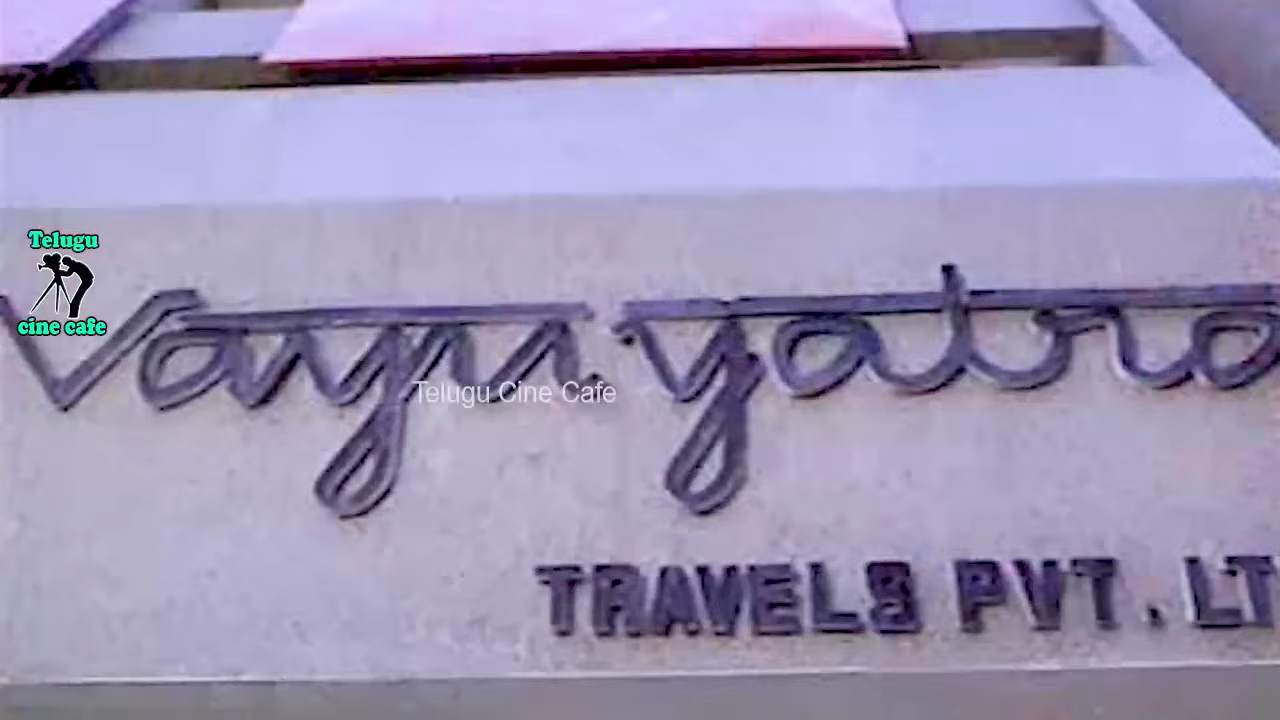 Vayu yatra
TRAVELS PVT. LT
Telugu
cine cafe
Telugu Cine Cafe